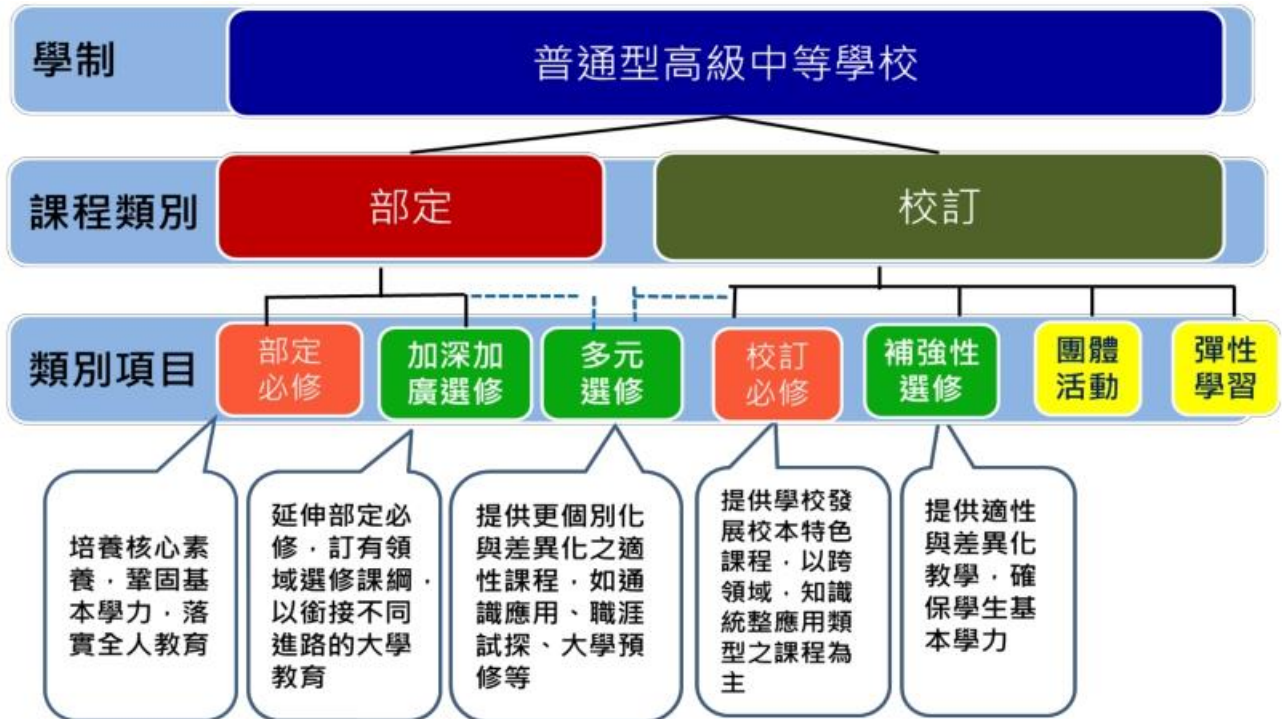 學制
普通型高級中等學校
課程類別
部定
校訂
類別項目
部定
必修
加深加
廣選修
多元
選修
校訂
必修
補強性
選修
團體
活動
彈性
學習
培養核心素
養，鞏固基
本學力，落
實全人教育
延伸部定必
修，訂有領
域選修課綱，
以銜接不同
進路的大學
教育
提供更個別化
與差異化之適
性課程，如通
識應用、職涯
試探、大學預
修等
提供學校發
展校本特色
課程，以跨
領域，知識
統整應用類
型之課程為
主
提供適性
與差異化
教學，確
保學生基
本學力